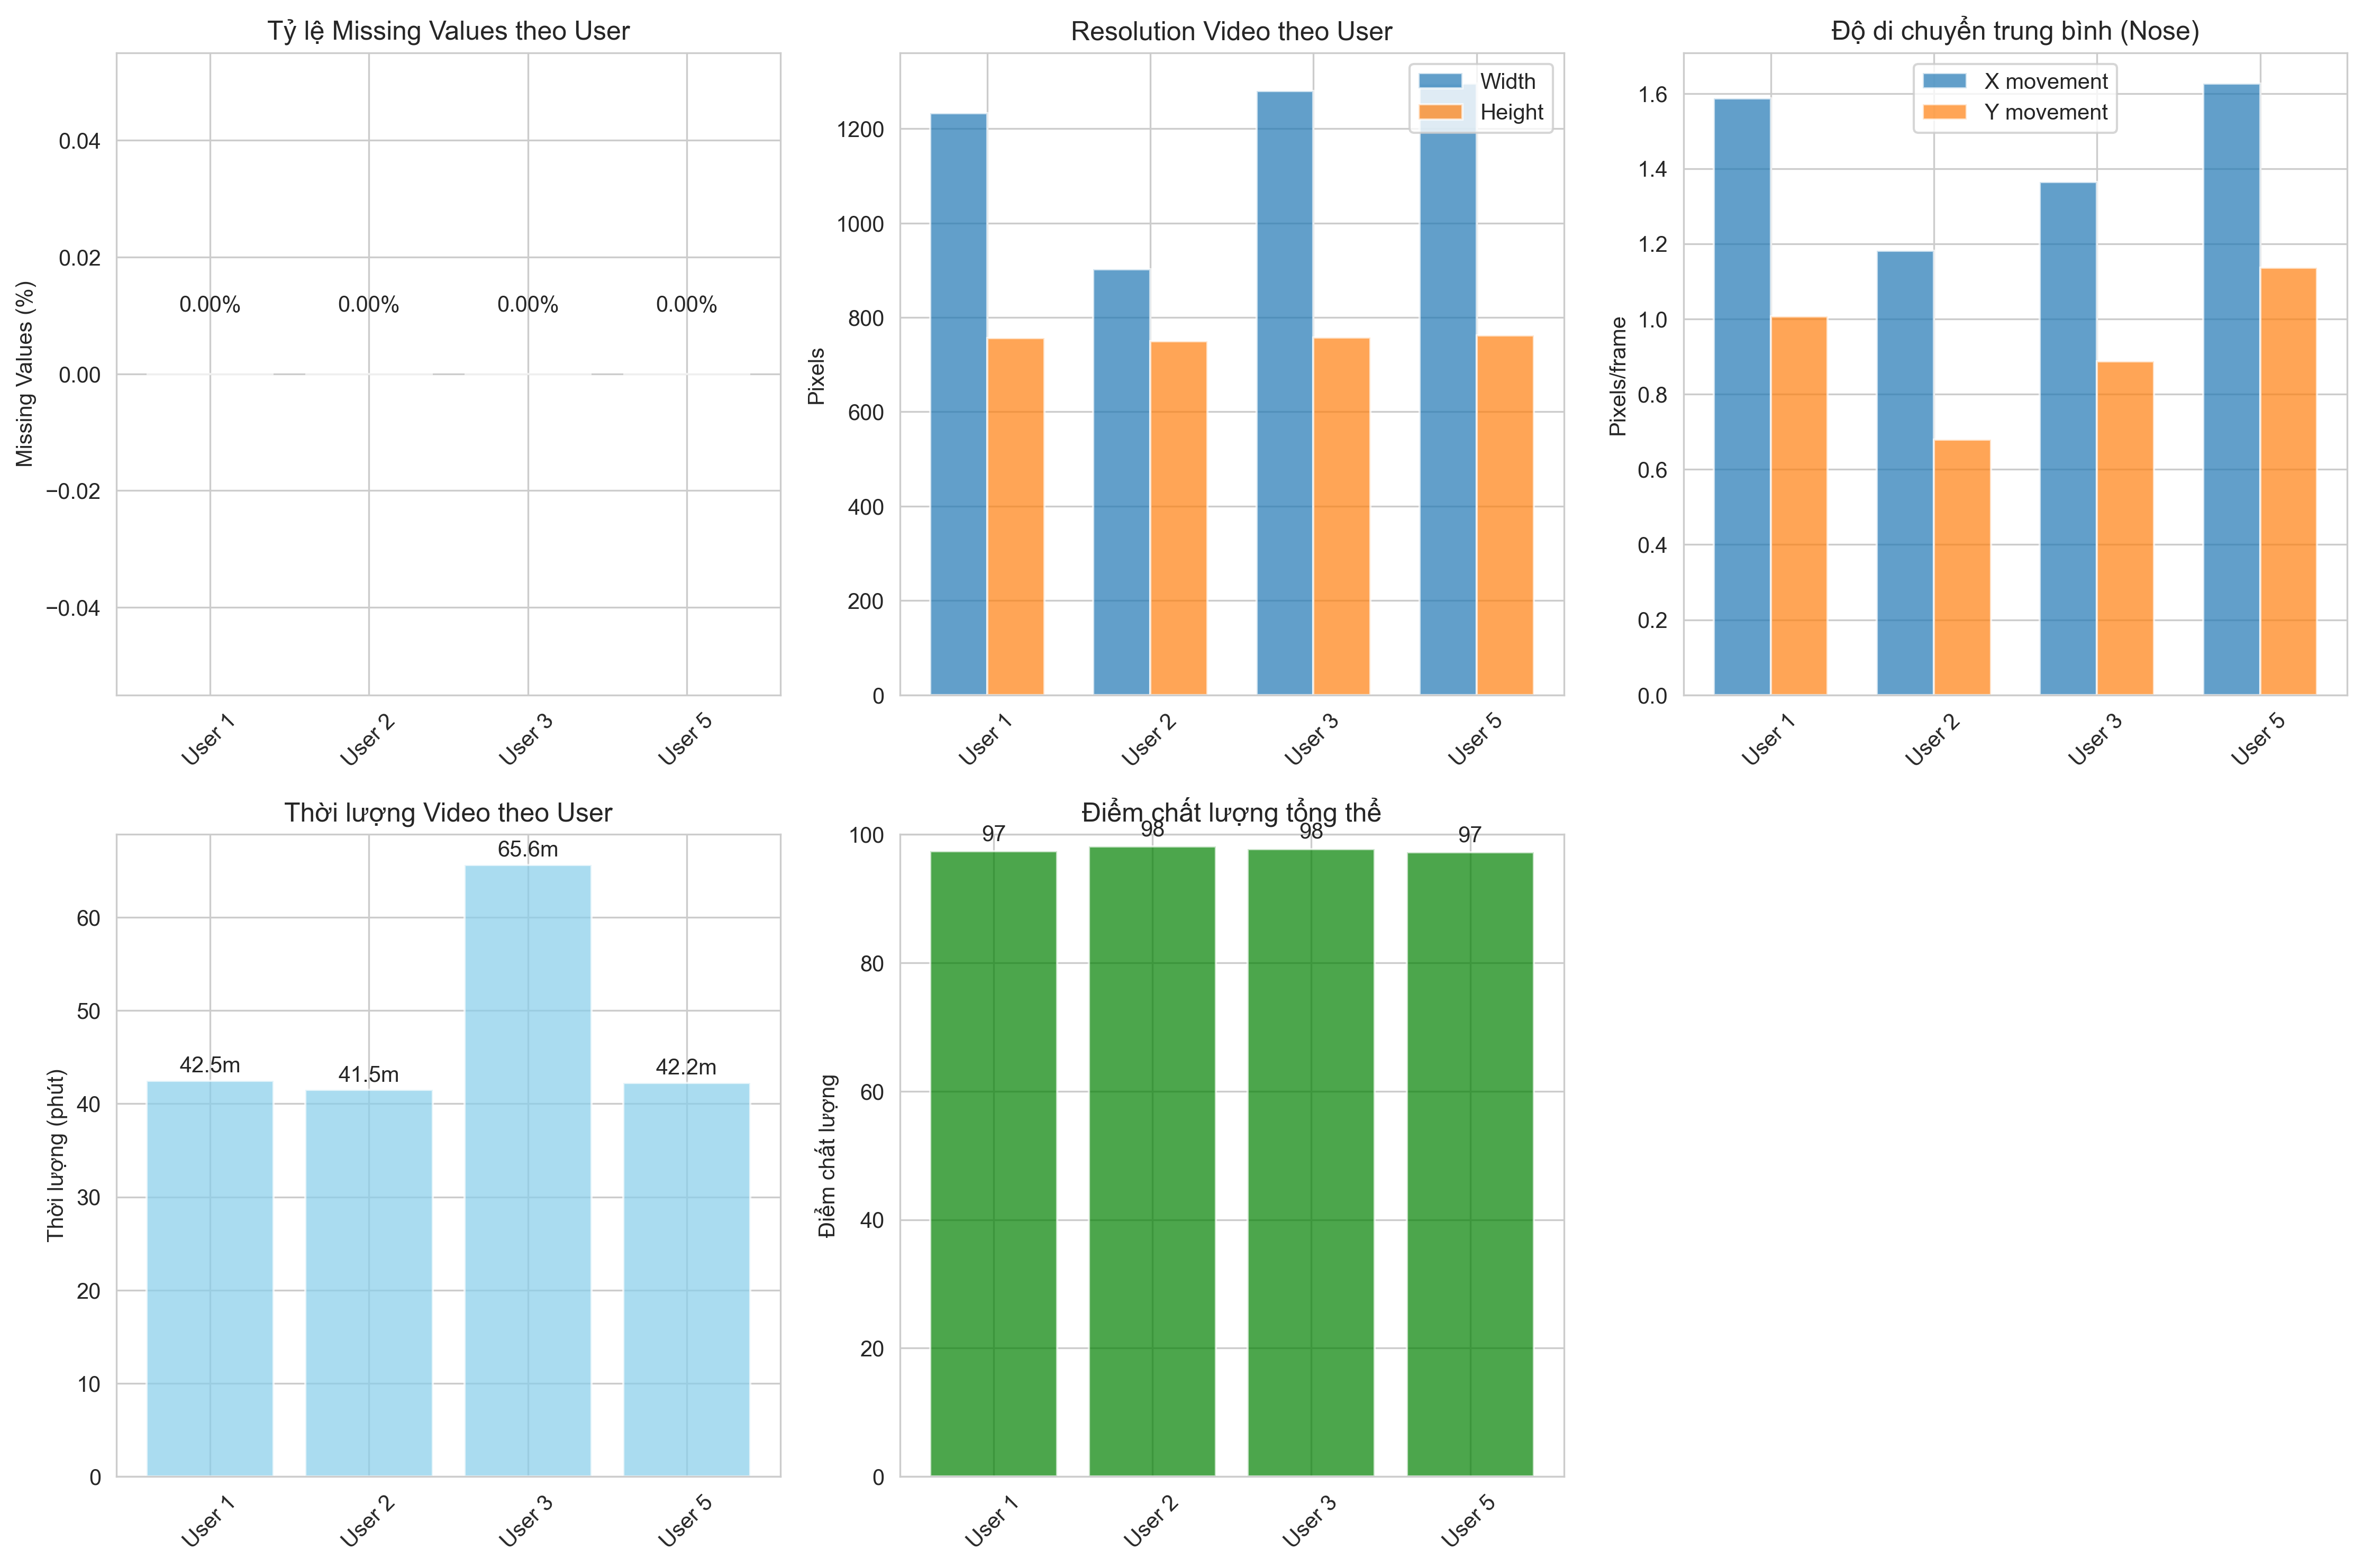 Tỷ lệ Missing Values theo User
Missing Values (%)
0.04
0.02
0.00
−0.02
−0.04
0.00%
0.00%
0.00%
0.00%
User 1
User 2
User 3
User 5
Resolution Video theo User
Pixels
1200
1000
800
600
400
200
0
Width
Height
User 1
User 2
User 3
User 5
Độ di chuyển trung bình (Nose)
Pixels/frame
1.6
1.4
1.2
1.0
0.8
0.6
0.4
0.2
0.0
X movement
Y movement
User 1
User 2
User 3
User 5
Thời lượng Video theo User
Thời lượng (phút)
60
50
40
30
20
10
0
42.5m
41.5m
65.6m
42.2m
User 1
User 2
User 3
User 5
Điểm chất lượng tổng thể
Điểm chất lượng
100
80
60
40
20
0
97
98
98
97
User 1
User 2
User 3
User 5